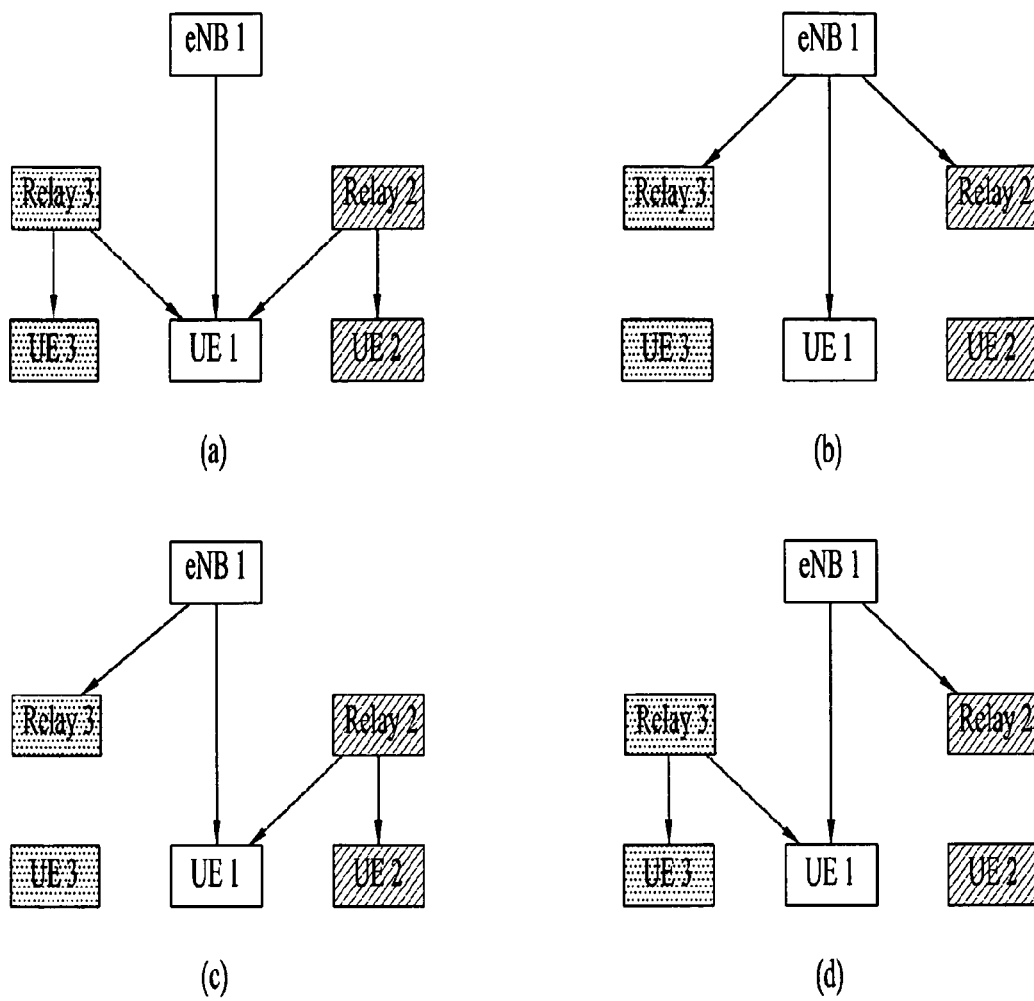 eNB 1
eNB 1
Relay 3
Relay 2
Relay 3
Relay 2
UE 3
UE 1
UE 2
UE 3
UE 1
UE 2
(a)
(b)
eNB 1
eNB 1
Relay 3
Relay 2
Relay 3
Relay 2
UE 3
UE 1
UE 2
UE 3
UE 1
UE 2
(c)
(d)